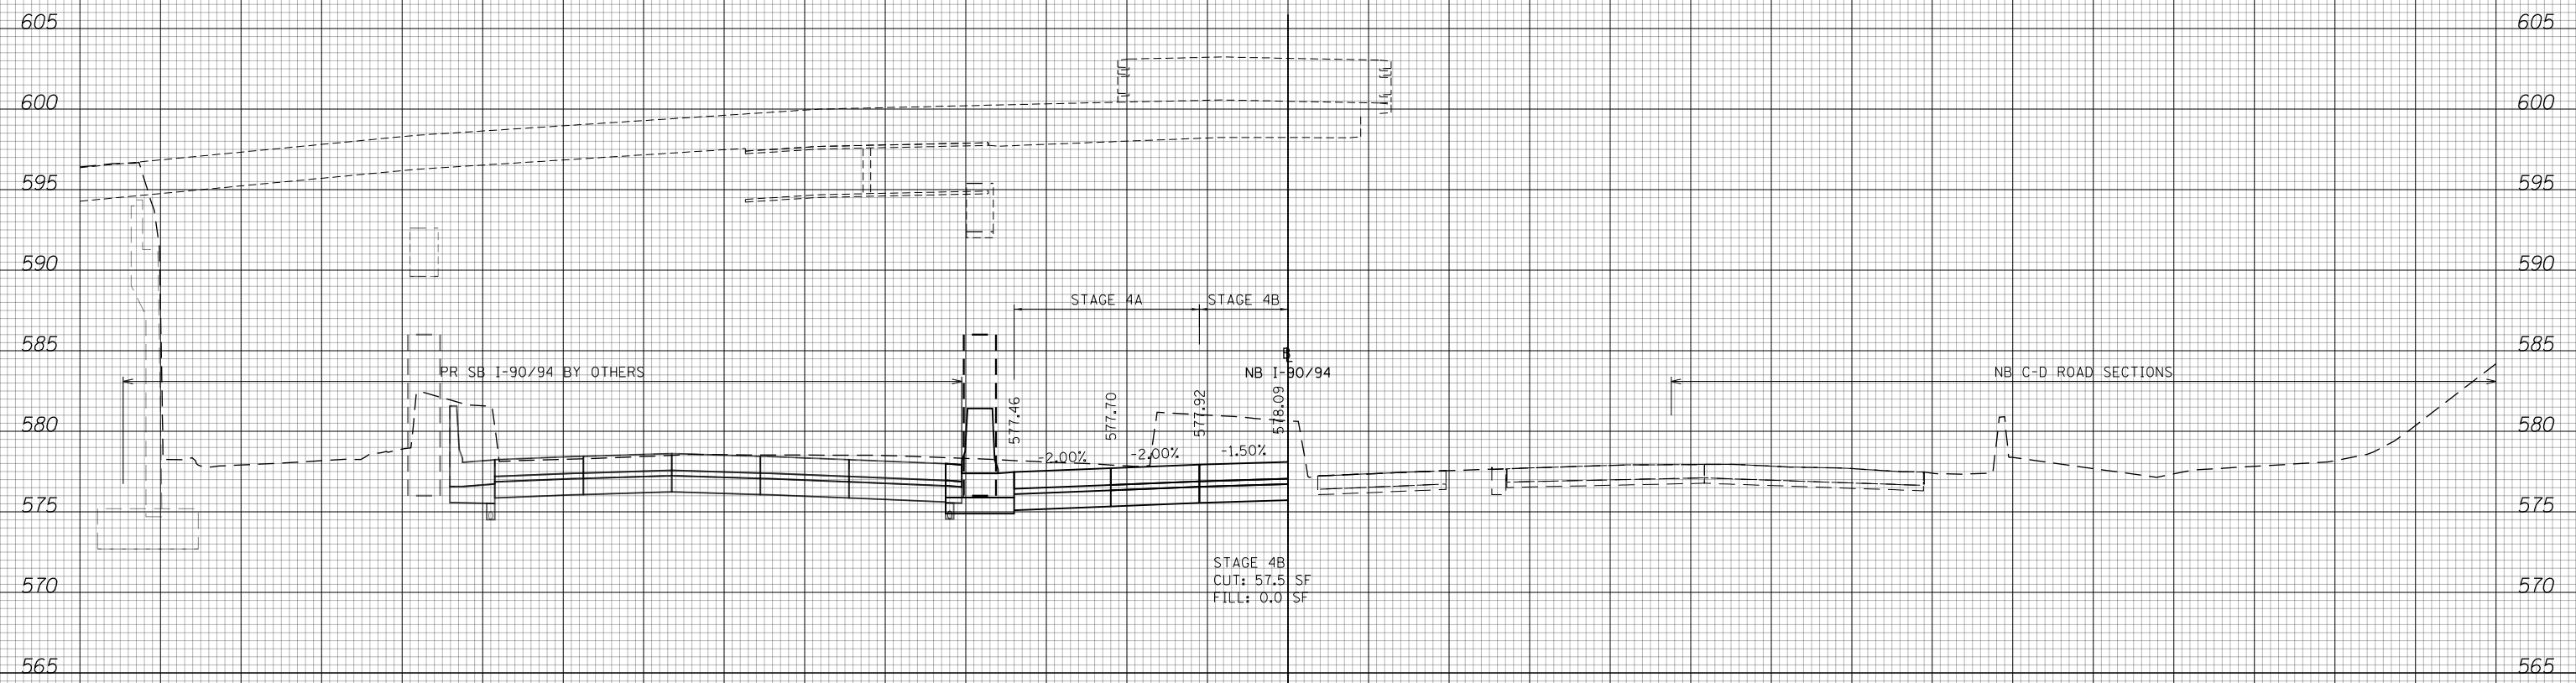 605 605
600 600
595 595
590 590
STAGE 4A STAGE 4B
585 585
℄
PR SB I-90/94 BY OTHERS NB I-90/94 NB C-D ROAD SECTIONS
577.46 577.70 577.92 578.09
580 580
-2.00% -2.00% -1.50%
575 575
STAGE 4B
CUT: 57.5 SF
570 570
FILL: 0.0 SF
565 565